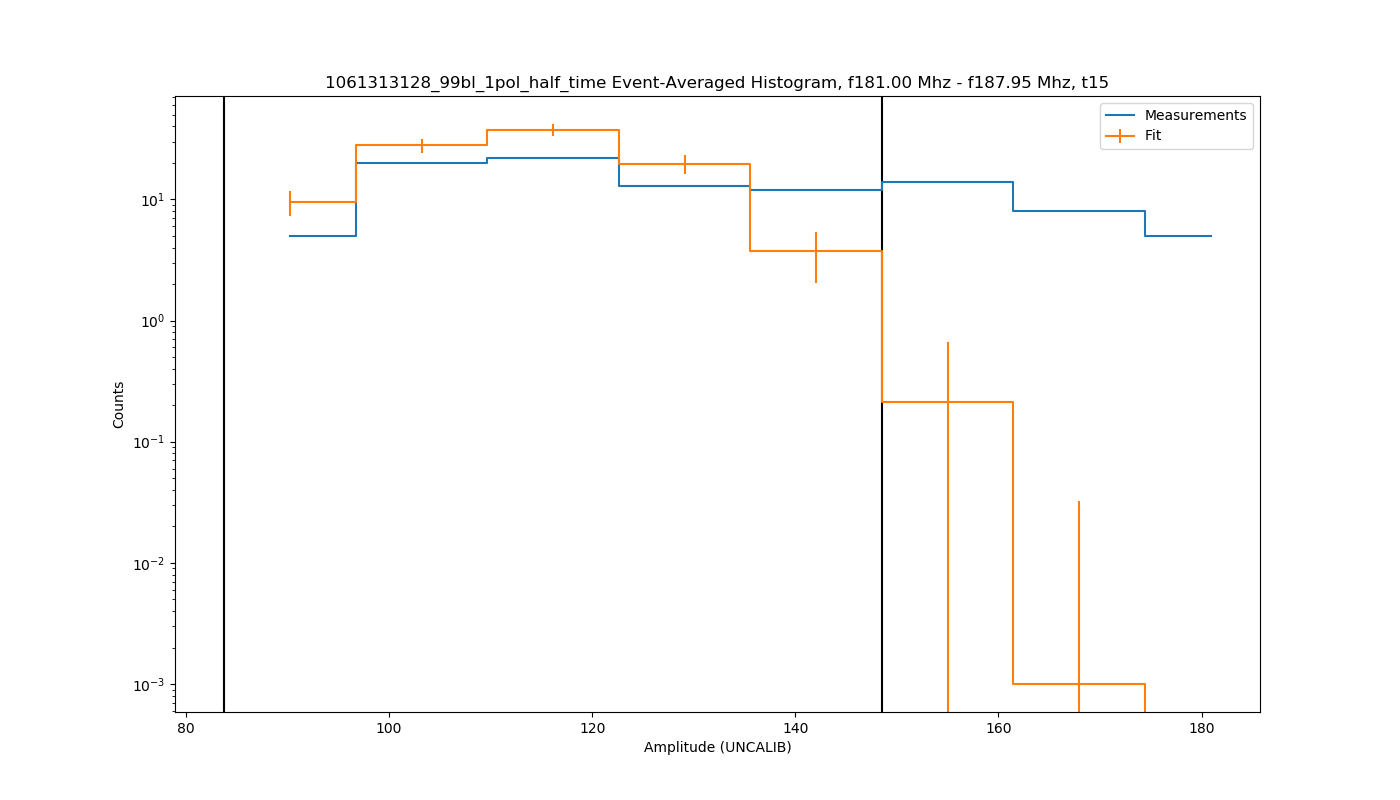 1061313128_99bl_1pol_half_time Event-Averaged Histogram, f181.00 Mhz - f187.95 Mhz, t15
Measurements
Fit
Counts
10¹
10⁰
10⁻¹
10⁻²
10⁻³
80 100 120 140 160 180
Amplitude (UNCALIB)